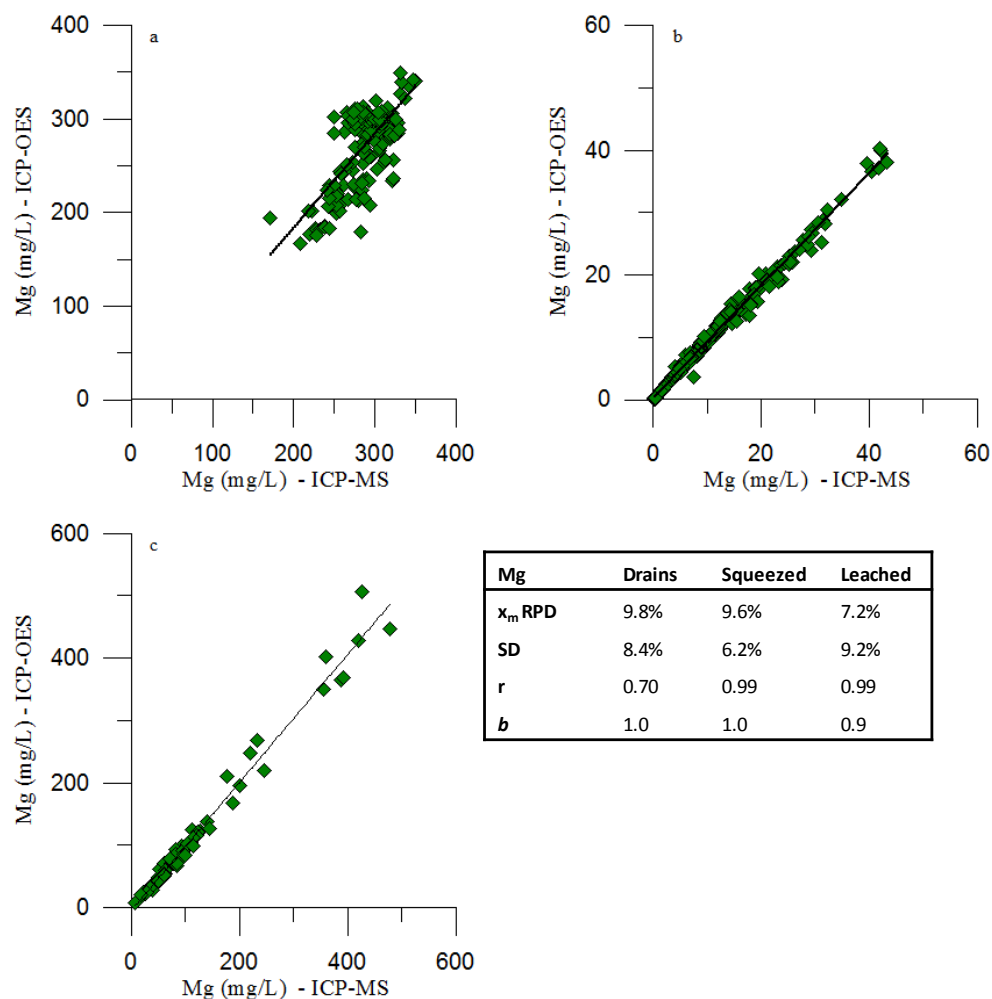 a
400
300
200
100
0
Mg (mg/L) - ICP-OES
0 100 200 300 400
Mg (mg/L) - ICP-MS
b
60
40
20
0
Mg (mg/L) - ICP-OES
0 20 40 60
Mg (mg/L) - ICP-MS
c
600
400
200
0
Mg (mg/L) - ICP-OES
0 200 400 600
Mg (mg/L) - ICP-MS
Mg Drains Squeezed Leached
xm RPD 9.8% 9.6% 7.2%
SD 8.4% 6.2% 9.2%
r 0.70 0.99 0.99
b 1.0 1.0 0.9